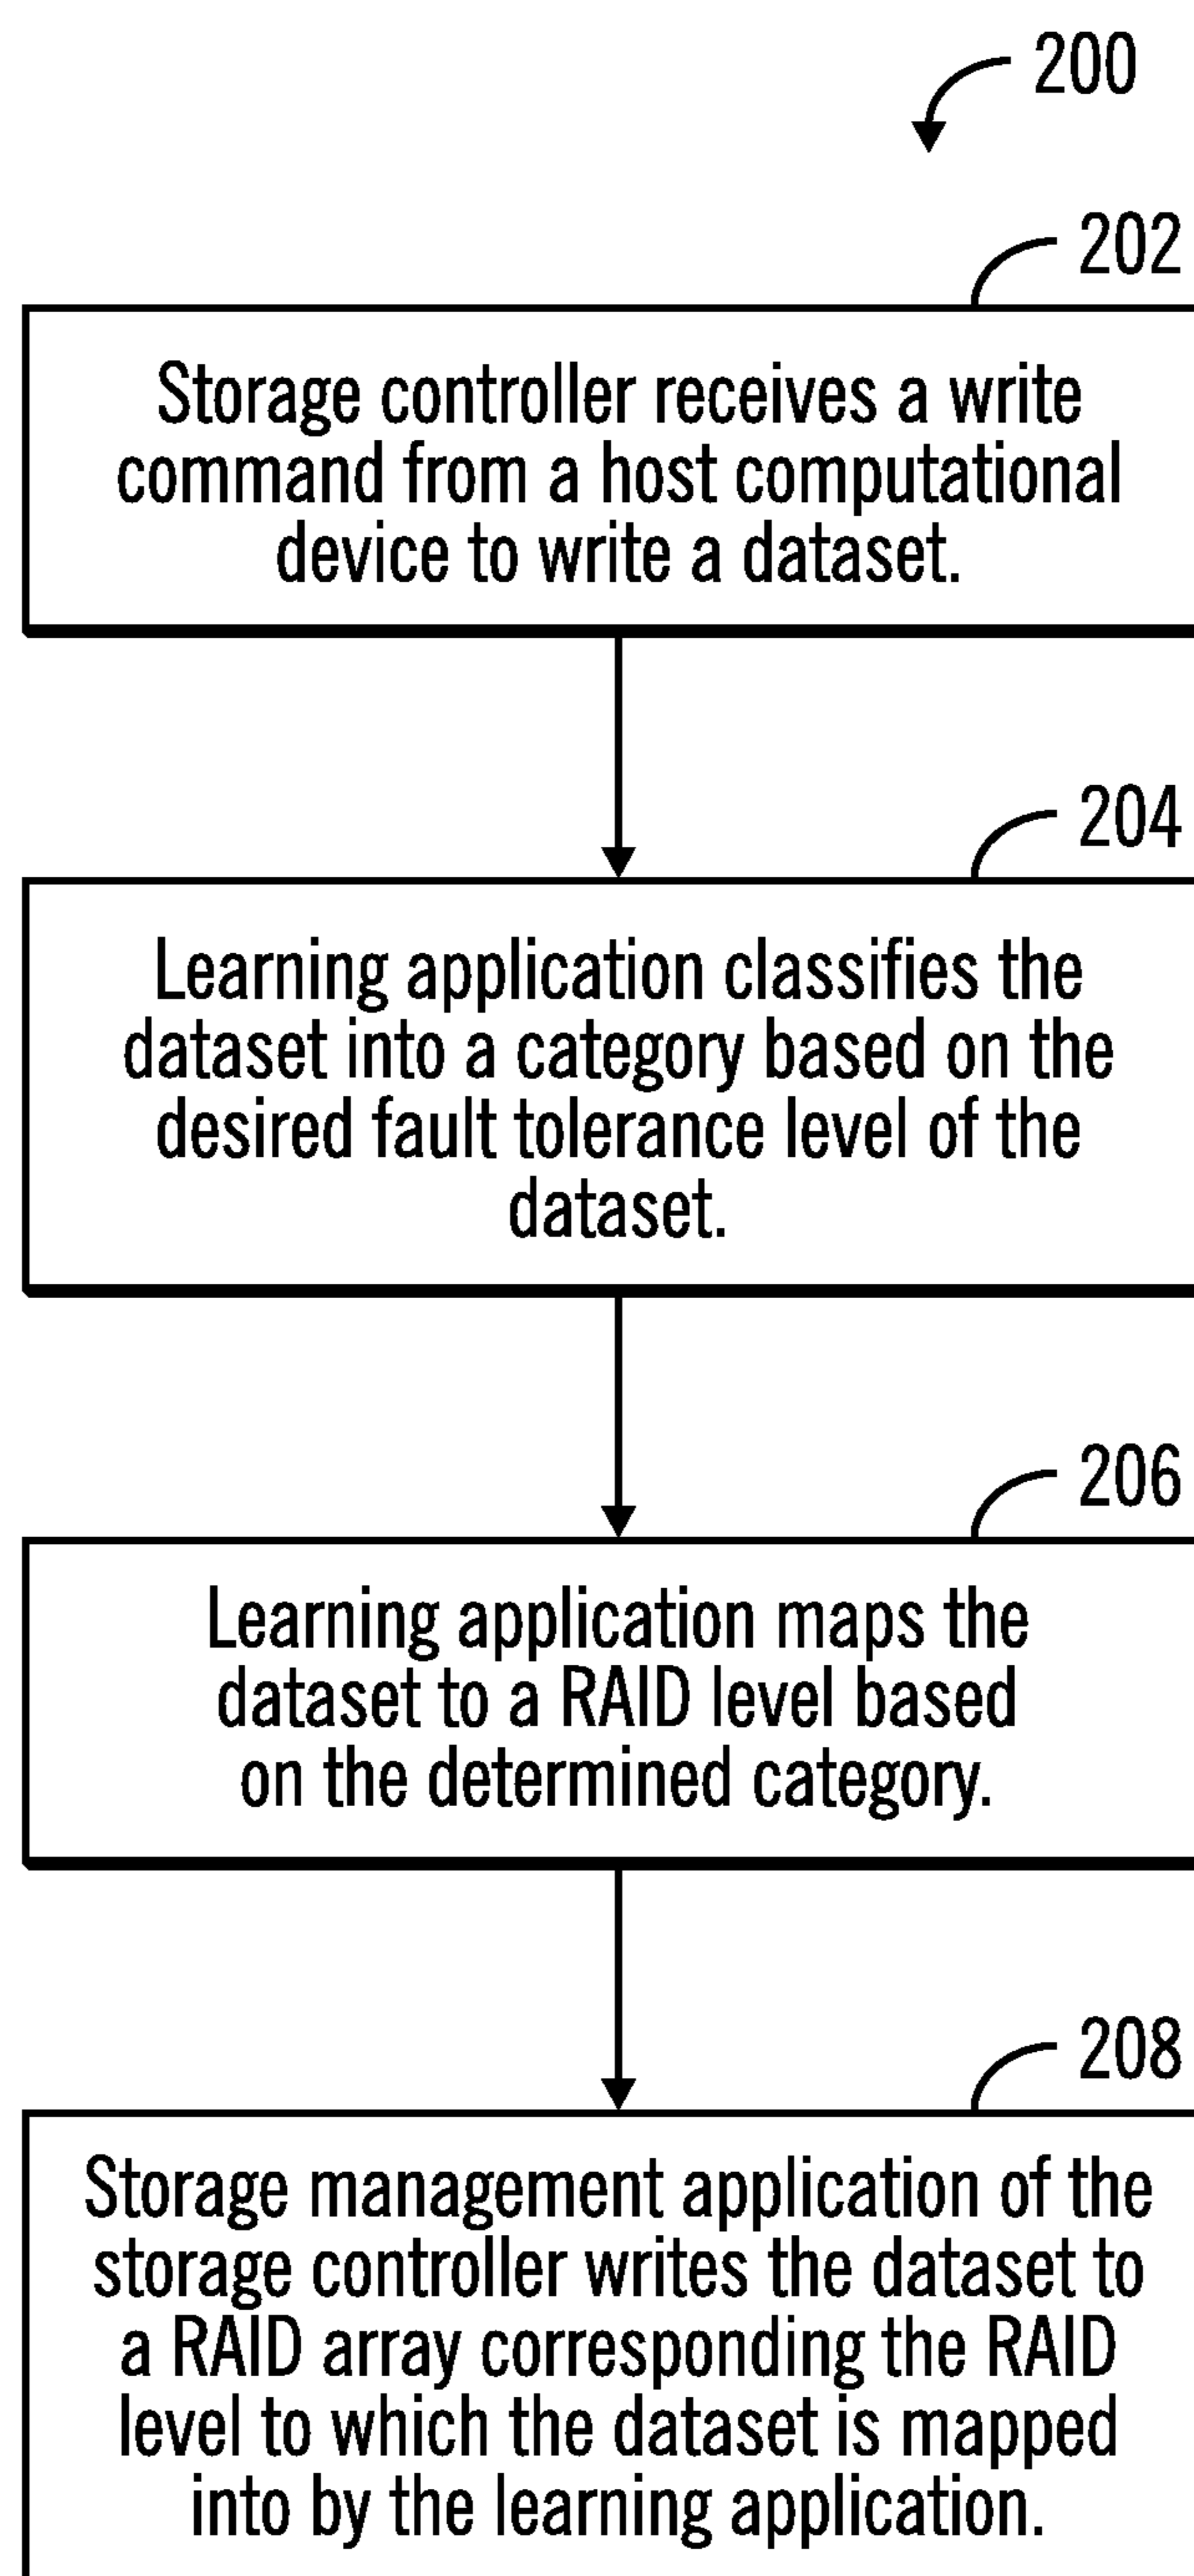 200
202
Storage controller receives a write
command from a host computational
device to write a dataset.
204
Learning application classifies the
dataset into a category based on the
desired fault tolerance level of the
dataset.
206
Learning application maps the
dataset to a RAID level based
on the determined category.
208
Storage management application of the
storage controller writes the dataset to
a RAID array corresponding the RAID
level to which the dataset is mapped
into by the learning application.